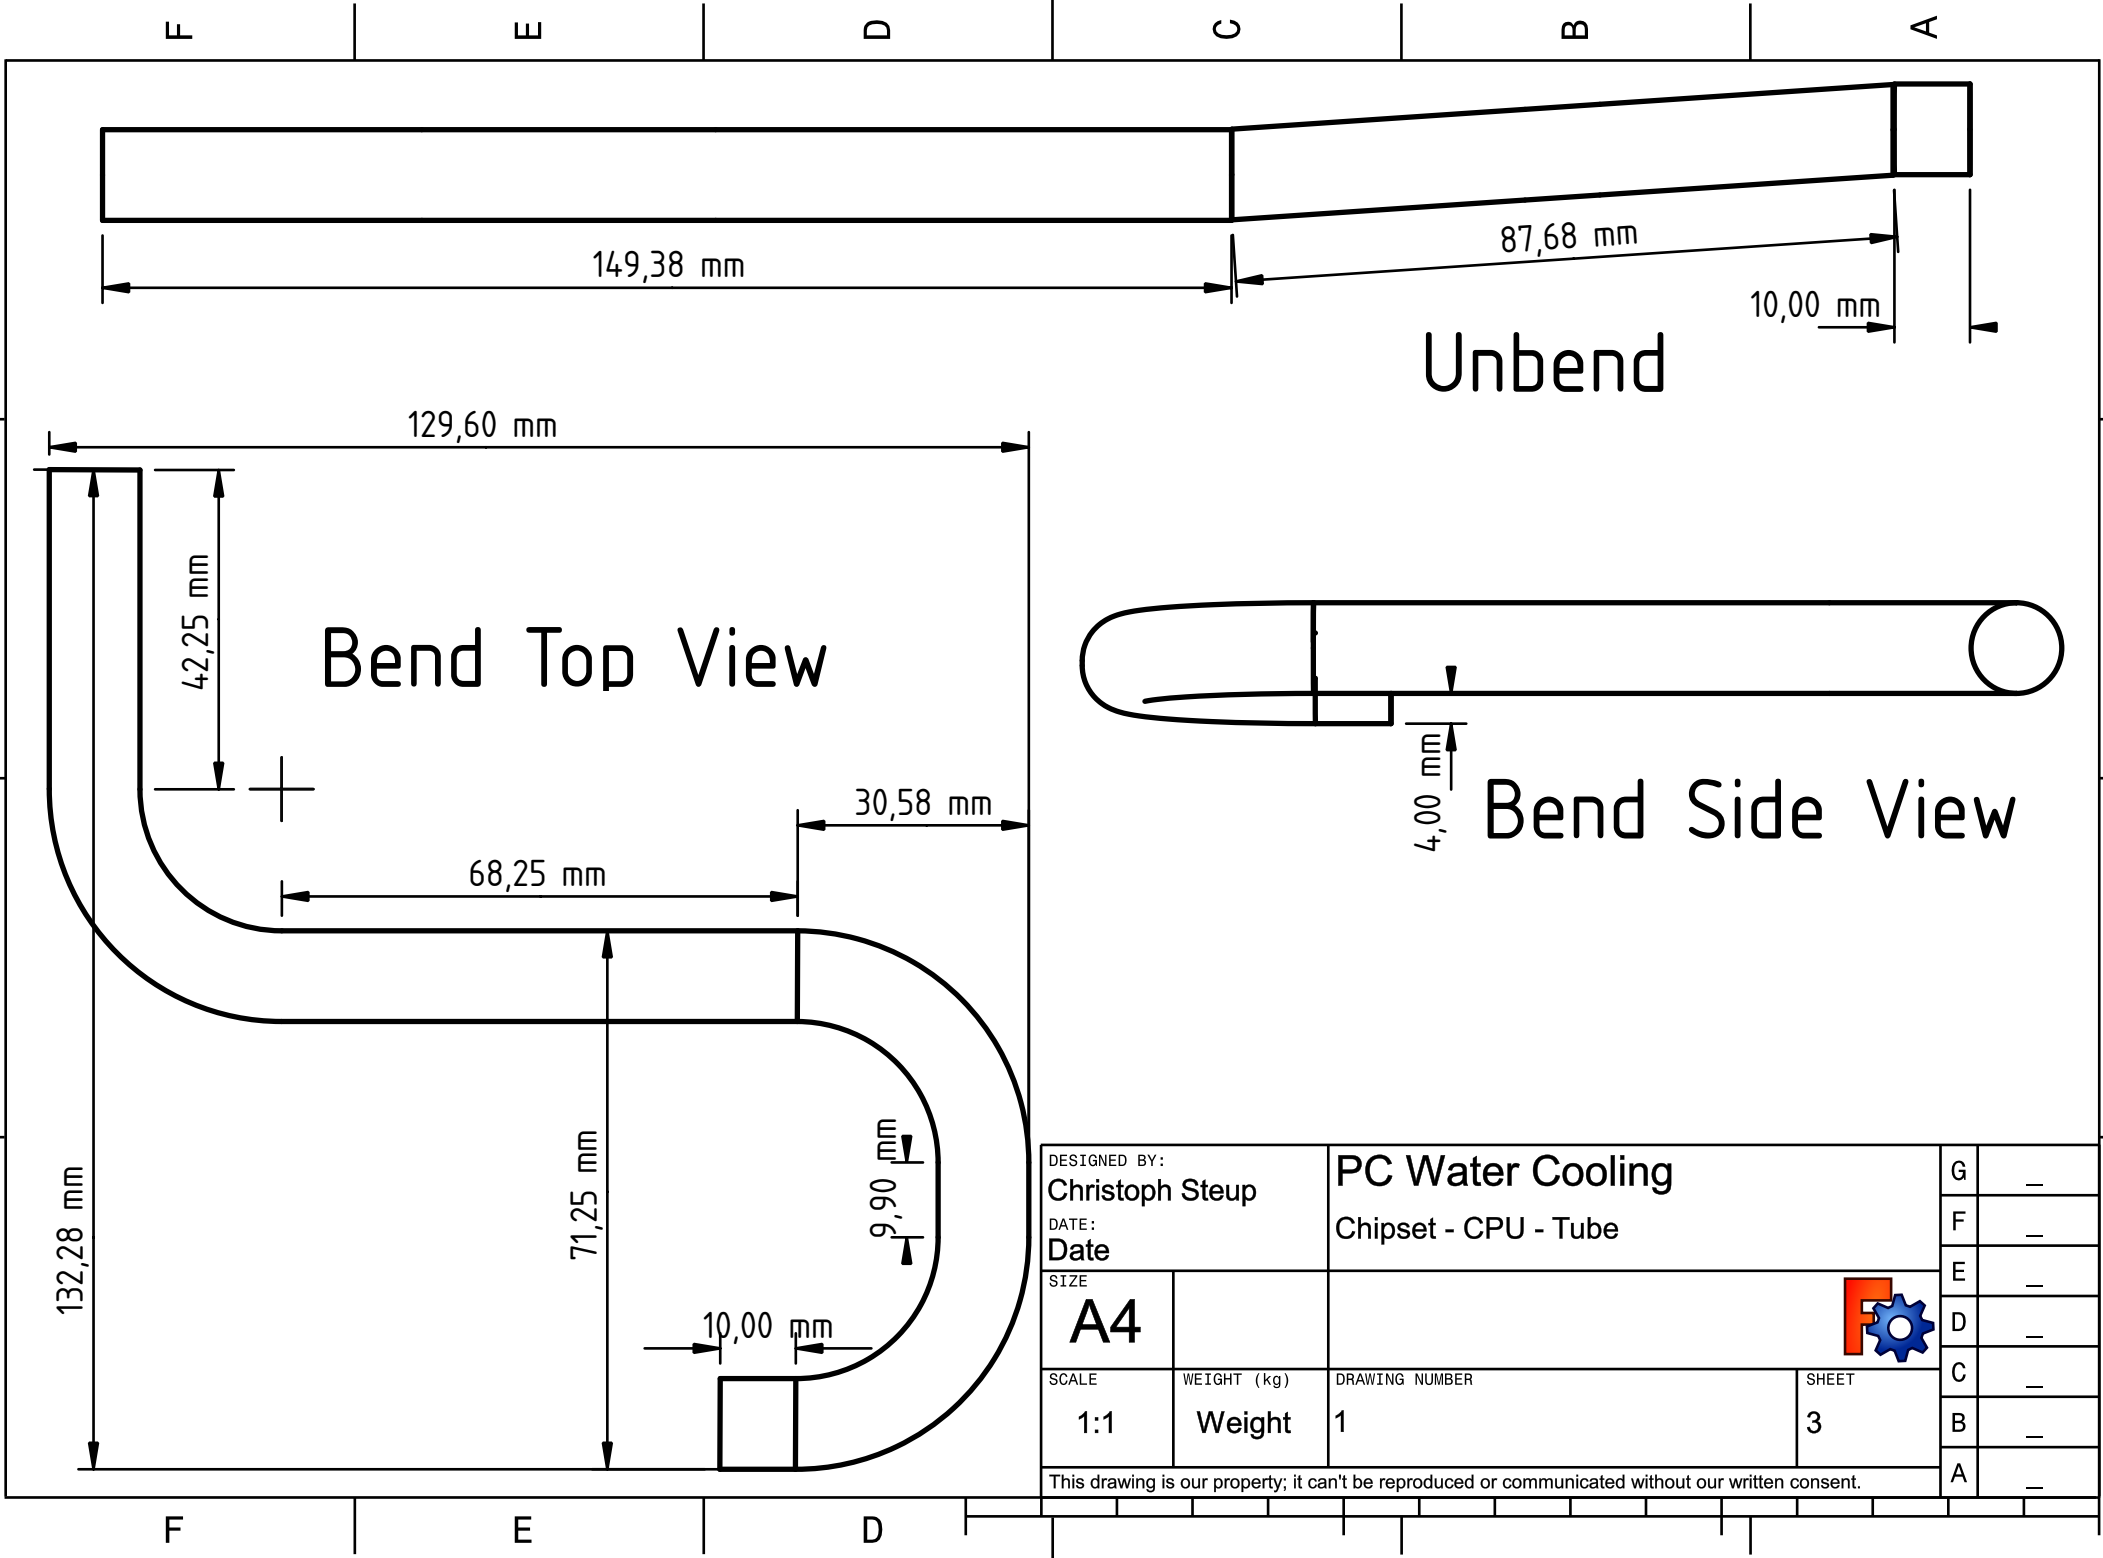 F E D C B A
149,38 mm
87,68 mm
10,00 mm
Unbend
129,60 mm
42,25 mm
Bend Top View
30,58 mm
68,25 mm
4,00 mm
Bend Side View
132,28 mm
71,25 mm
9,90 mm
10,00 mm
DESIGNED BY:
Christoph Steup
DATE:
Date
PC Water Cooling
Chipset - CPU - Tube
SIZE
A4
SCALE
1:1
WEIGHT (kg)
Weight
DRAWING NUMBER
1
SHEET
3
This drawing is our property; it can't be reproduced or communicated without our written consent.
G _
F _
E _
D _
C _
B _
A _
F E D